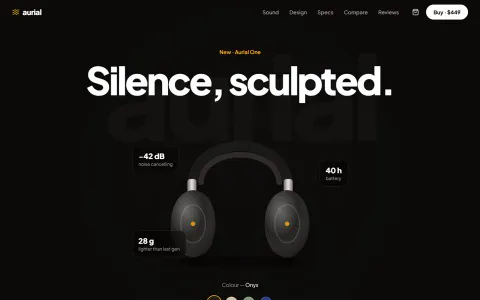 aurial
Sound Design Specs Compare Reviews
Buy · $449
New · Aurial One
Silence, sculpted.
aurial
−42 dB
noise cancelling
40 h
battery
28 g
lighter than last gen
Colour — Onyx